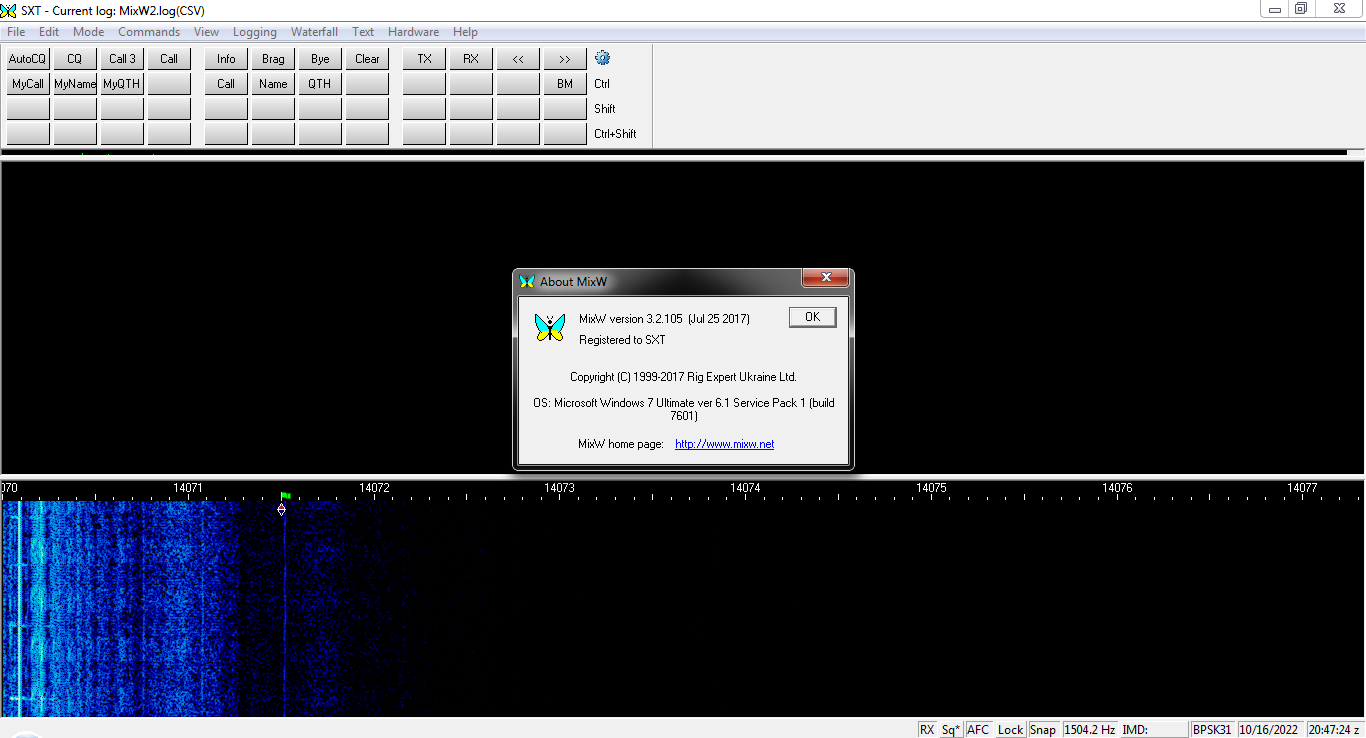 SXT - Current log: MixW2.log(CSV)
File Edit Mode Commands View Logging Waterfall Text Hardware Help
AutoCQ CQ Call 3 Call Info Brag Bye Clear TX RX << >>
MyCall MyName MyQTH Call Name QTH BM Ctrl
Shift
Ctrl+Shift
About MixW
MixW version 3.2.105 (Jul 25 2017) OK
Registered to SXT
Copyright (C) 1999-2017 Rig Expert Ukraine Ltd.
OS: Microsoft Windows 7 Ultimate ver 6.1 Service Pack 1 (build
7601)
MixW home page: http://www.mixw.net
070 14071 14072 14073 14074 14075 14076 14077
RX Sq* AFC Lock Snap 1504.2 Hz IMD: BPSK31 10/16/2022 20:47:24 z